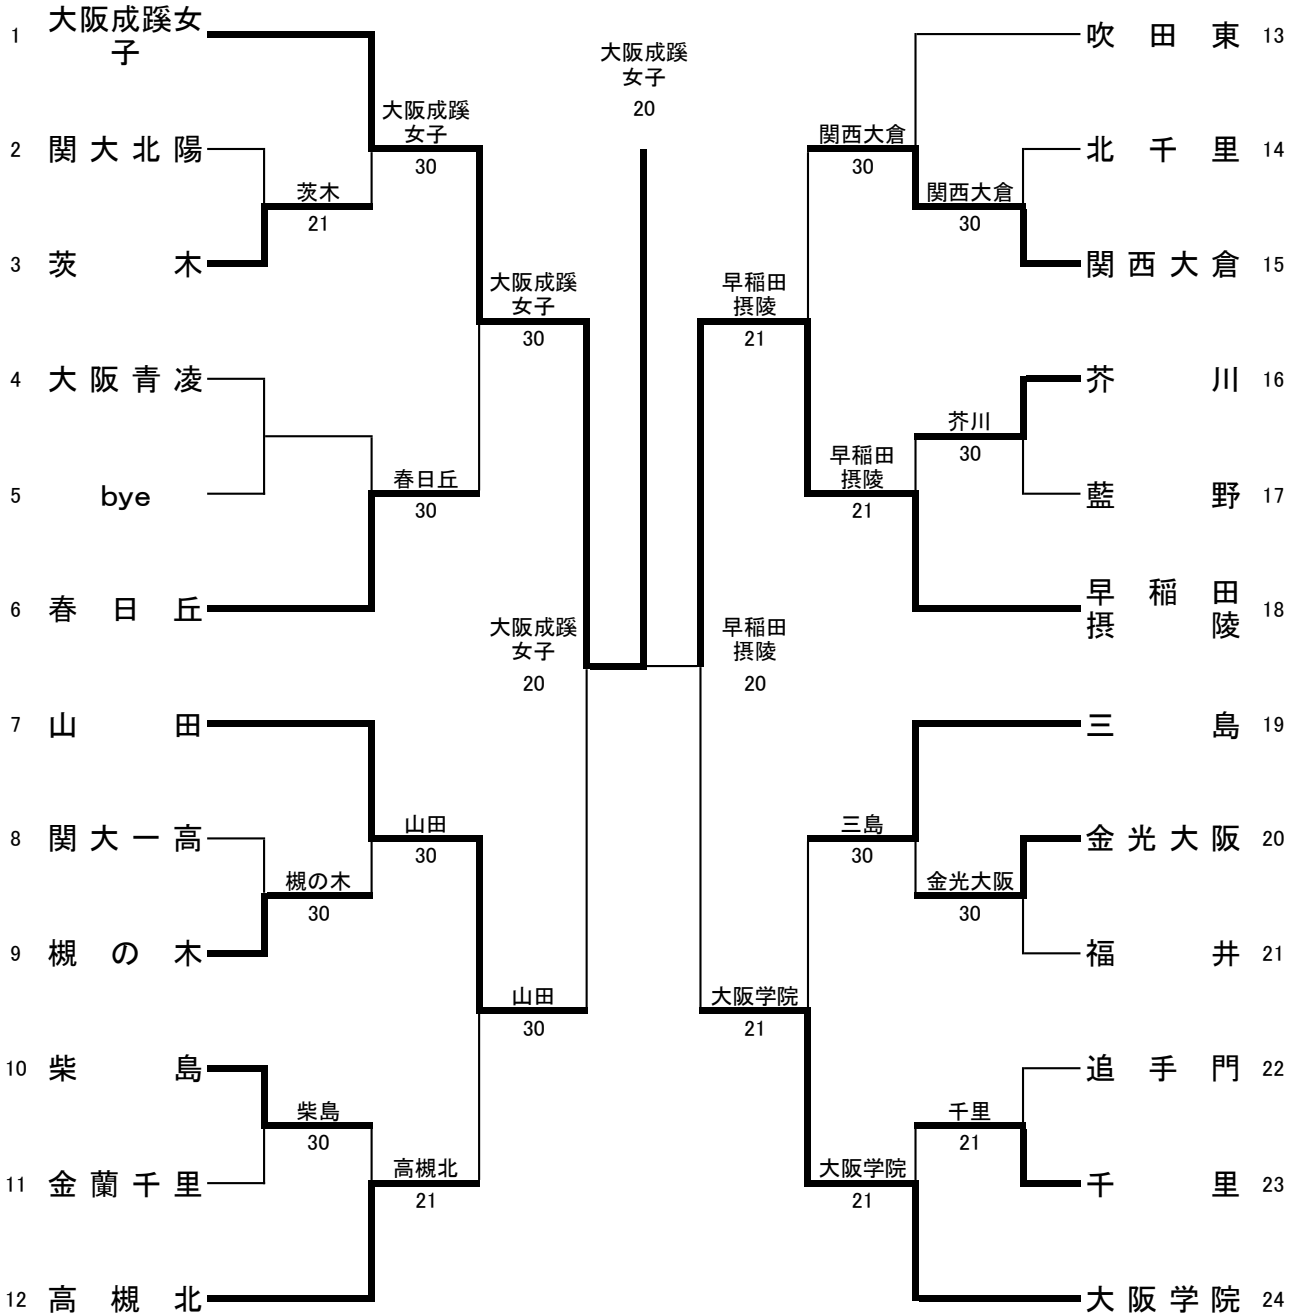 1 大阪成蹊女
子
2 関大北陽
3 茨木
4 大阪青凌
5 bye
6 春日丘
7 山田
8 関大一高
9 槻の木
10 柴島
11 金蘭千里
12 高槻北
茨木
21
槻の木
30
柴島
30
大阪成蹊
女子
30
春日丘
30
山田
30
高槻北
21
大阪成蹊
女子
30
山田
30
大阪成蹊
女子
20
大阪成蹊
女子
20
早稲田
摂陵
20
早稲田
摂陵
21
大阪学院
21
関西大倉
30
早稲田
摂陵
21
三島
30
大阪学院
21
関西大倉
30
芥川
30
金光大阪
30
千里
21
吹田東 13
北千里 14
関西大倉 15
芥川 16
藍野 17
早稲田
摂陵 18
三島 19
金光大阪 20
福井 21
追手門 22
千里 23
大阪学院 24